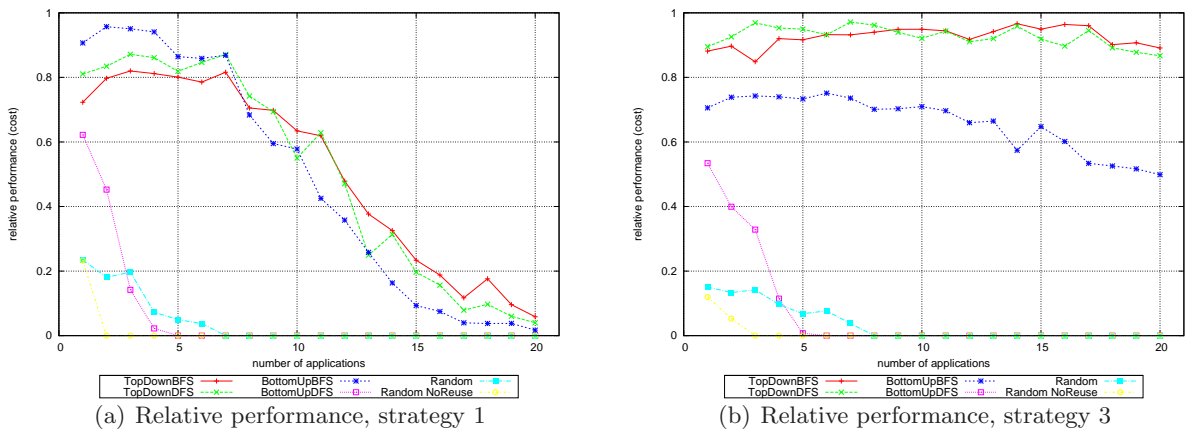 1
0.8
0.6
0.4
0.2
0
relative performance (cost)
0 5 10 15 20
number of applications
TopDownBFS BottomUpBFS Random
TopDownDFS BottomUpDFS Random NoReuse
(a) Relative performance, strategy 1
1
0.8
0.6
0.4
0.2
0
relative performance (cost)
0 5 10 15 20
number of applications
TopDownBFS BottomUpBFS Random
TopDownDFS BottomUpDFS Random NoReuse
(b) Relative performance, strategy 3